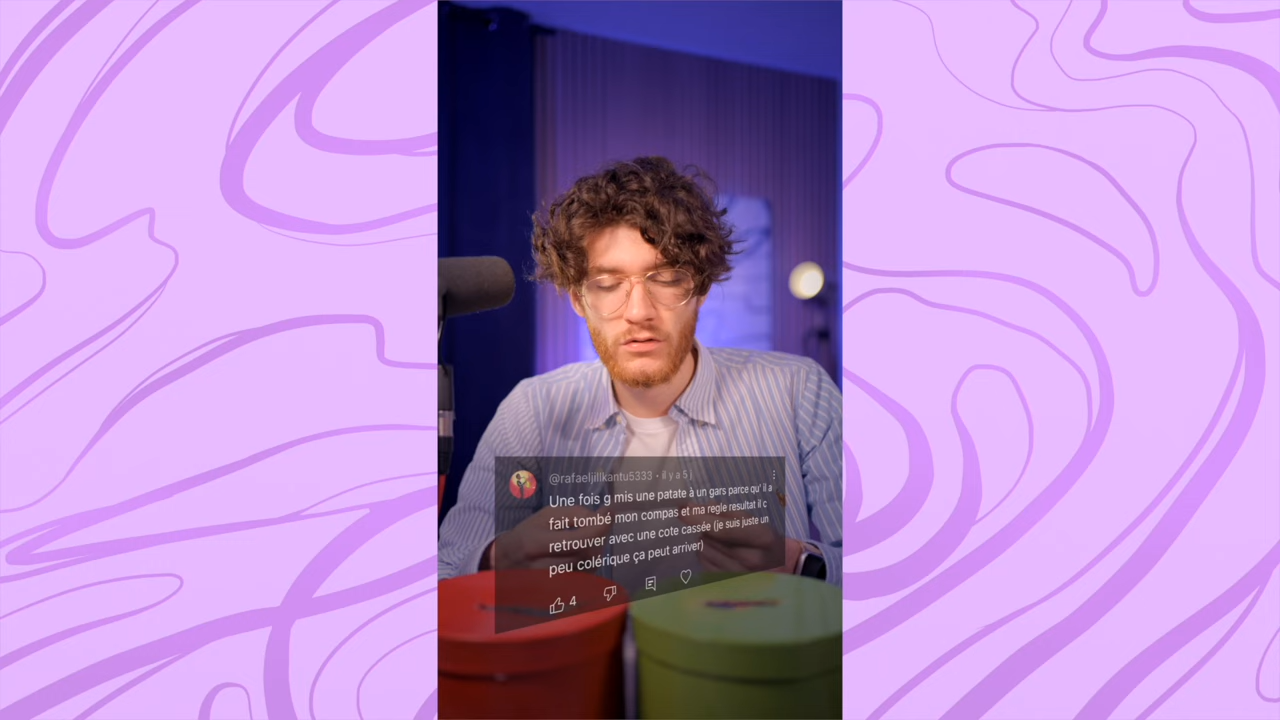 @rafaeljillkantu5333 • il y a 5 j
Une fois g mis une patate à un gars parce qu' il a
fait tombé mon compas et ma regle resultat il c
retrouver avec une cote cassée (je suis juste un
peu colérique ça peut arriver)
4